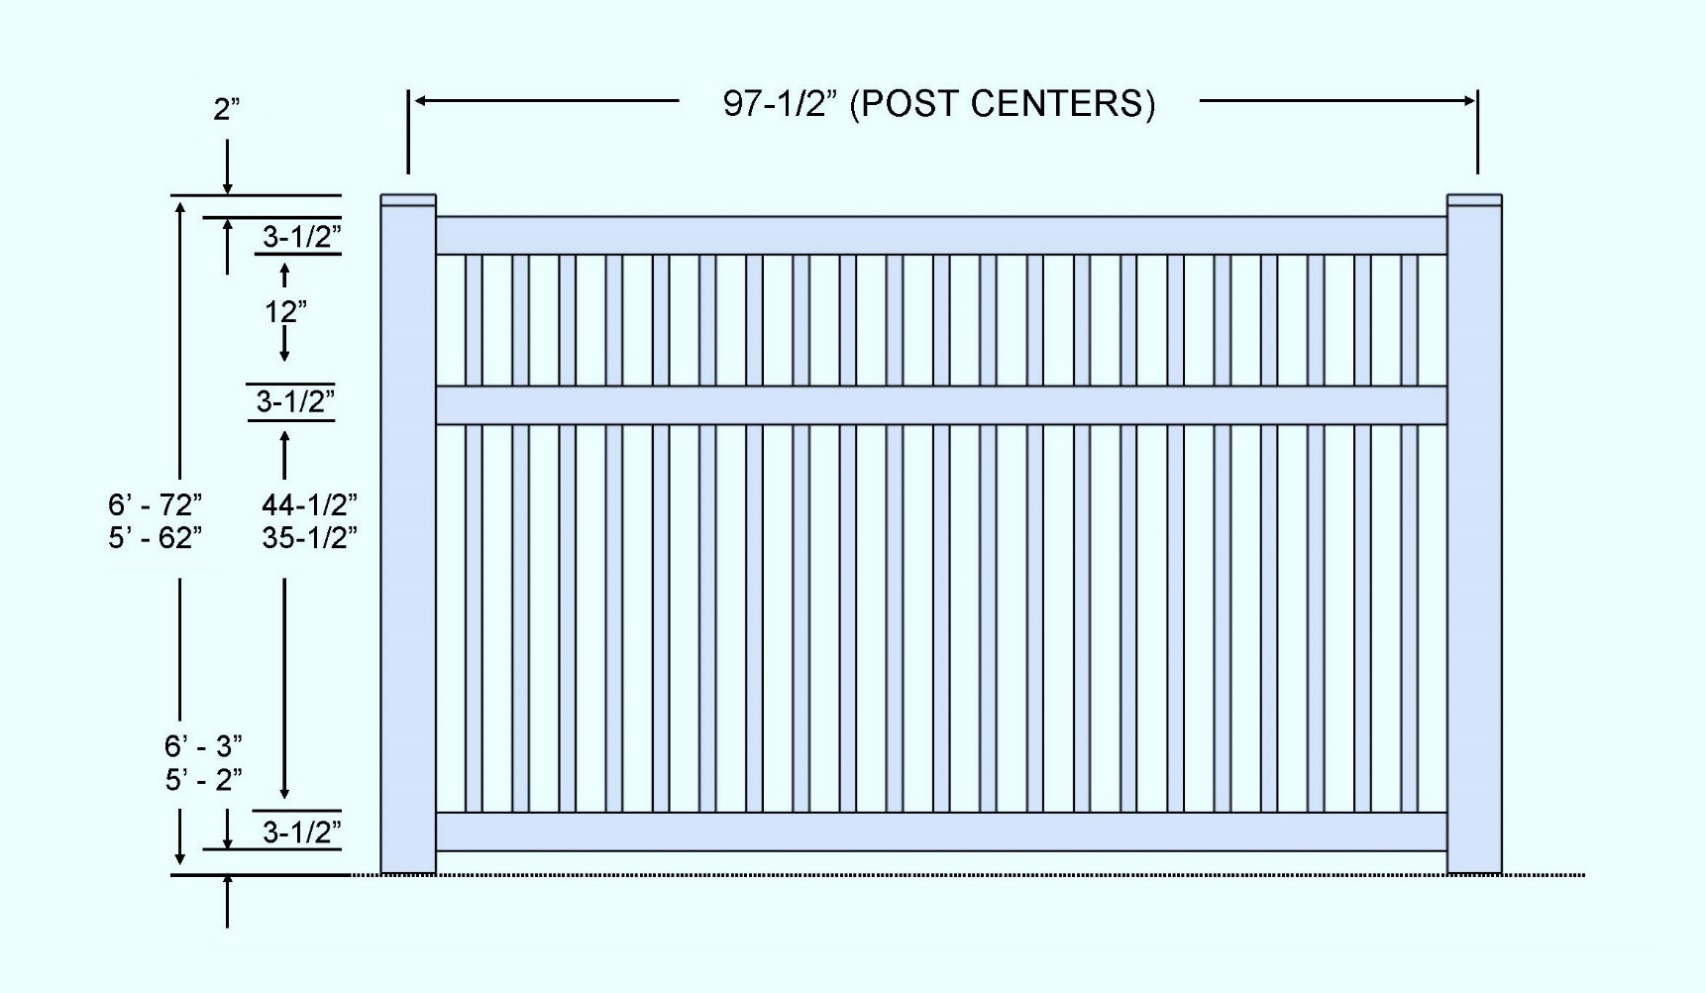 97-1/2” (POST CENTERS)
2”
3-1/2”
12”
3-1/2”
6’ - 72”
5’ - 62”
44-1/2”
35-1/2”
6’ - 3”
5’ - 2”
3-1/2”